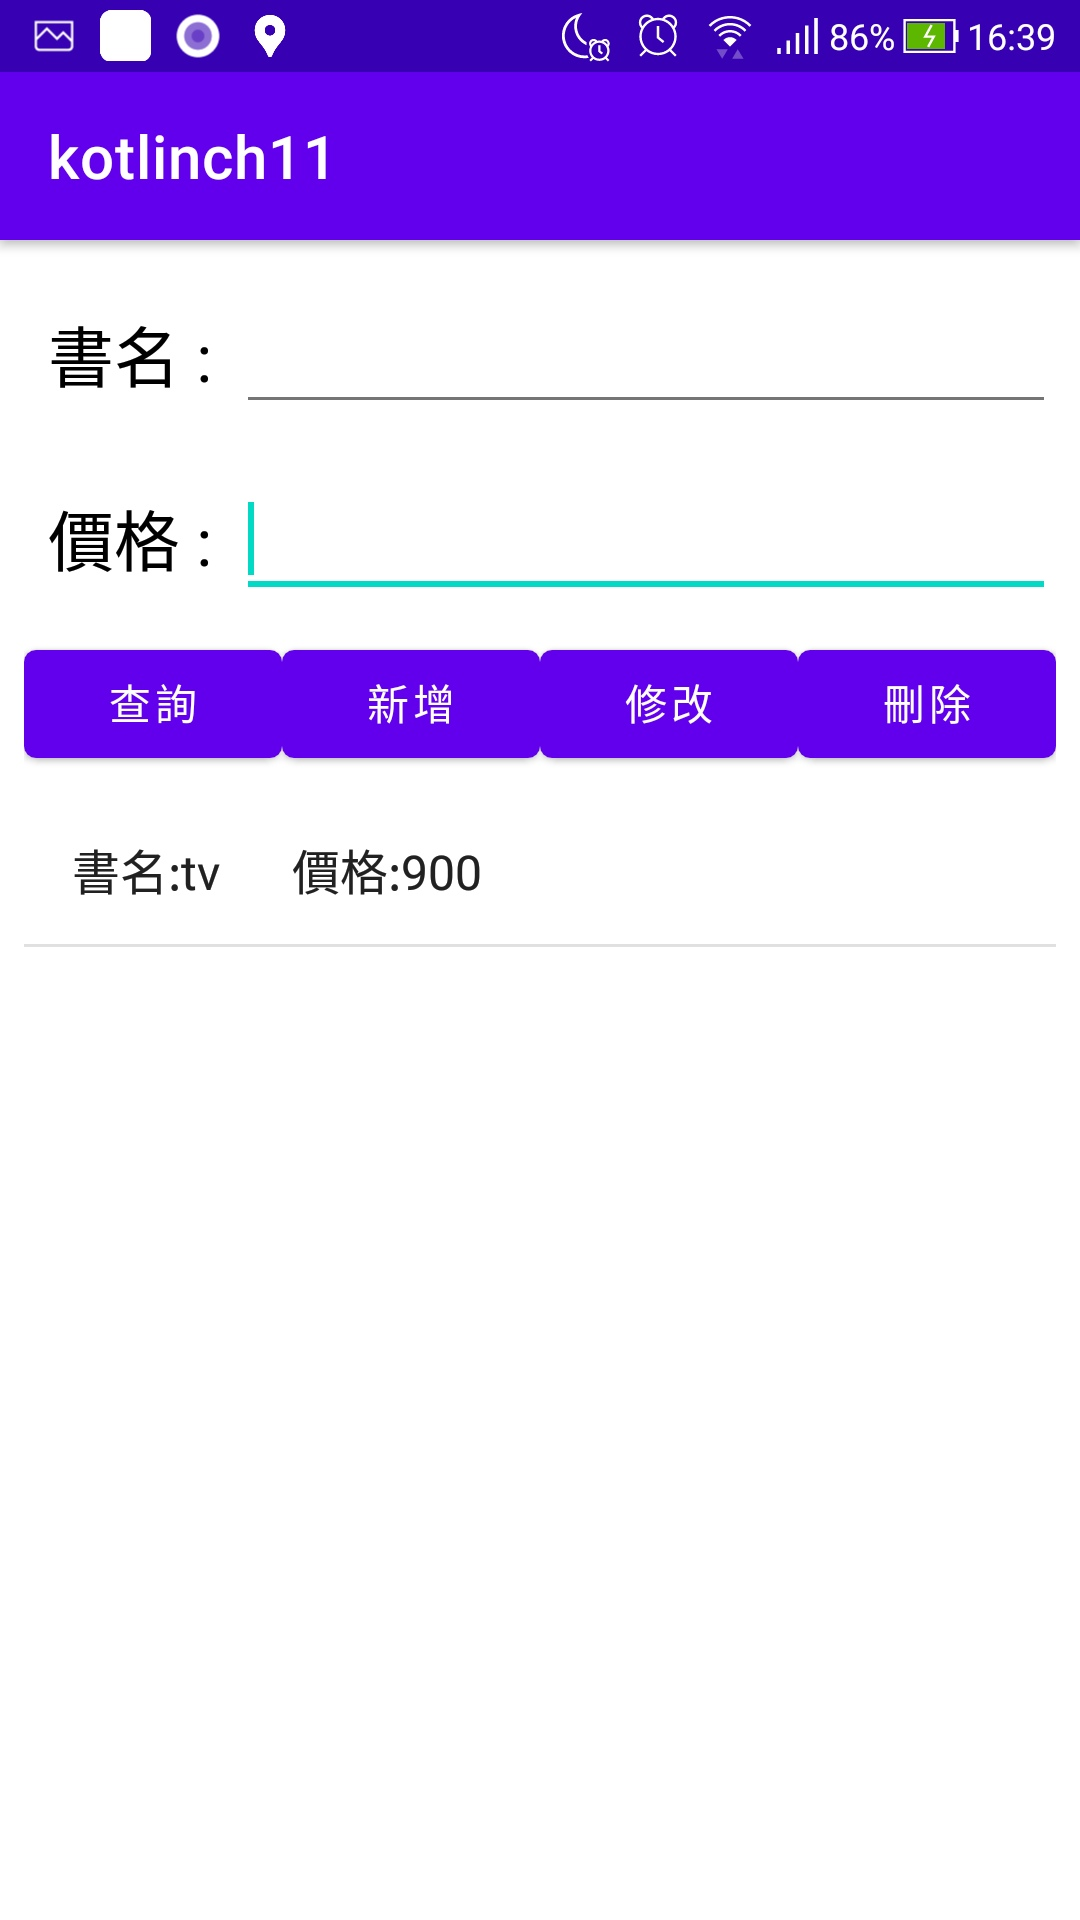 86% 16:39
kotlinch11
書名 :
價格 :
查詢 新增 修改 刪除
書名:tv 價格:900